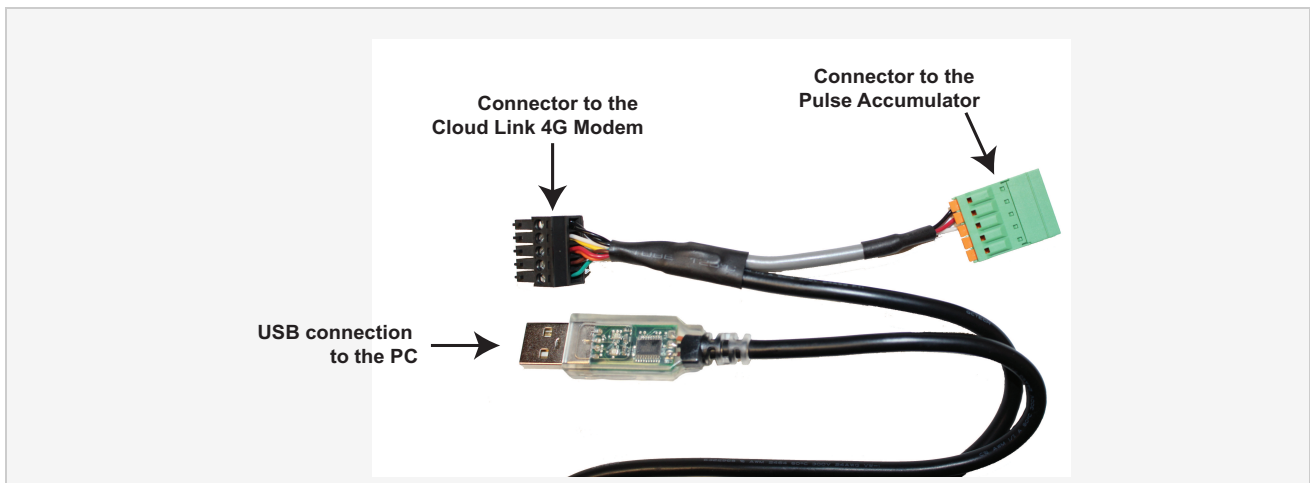 Connector to the
Pulse Accumulator
Connector to the
Cloud Link 4G Modem
USB connection
to the PC